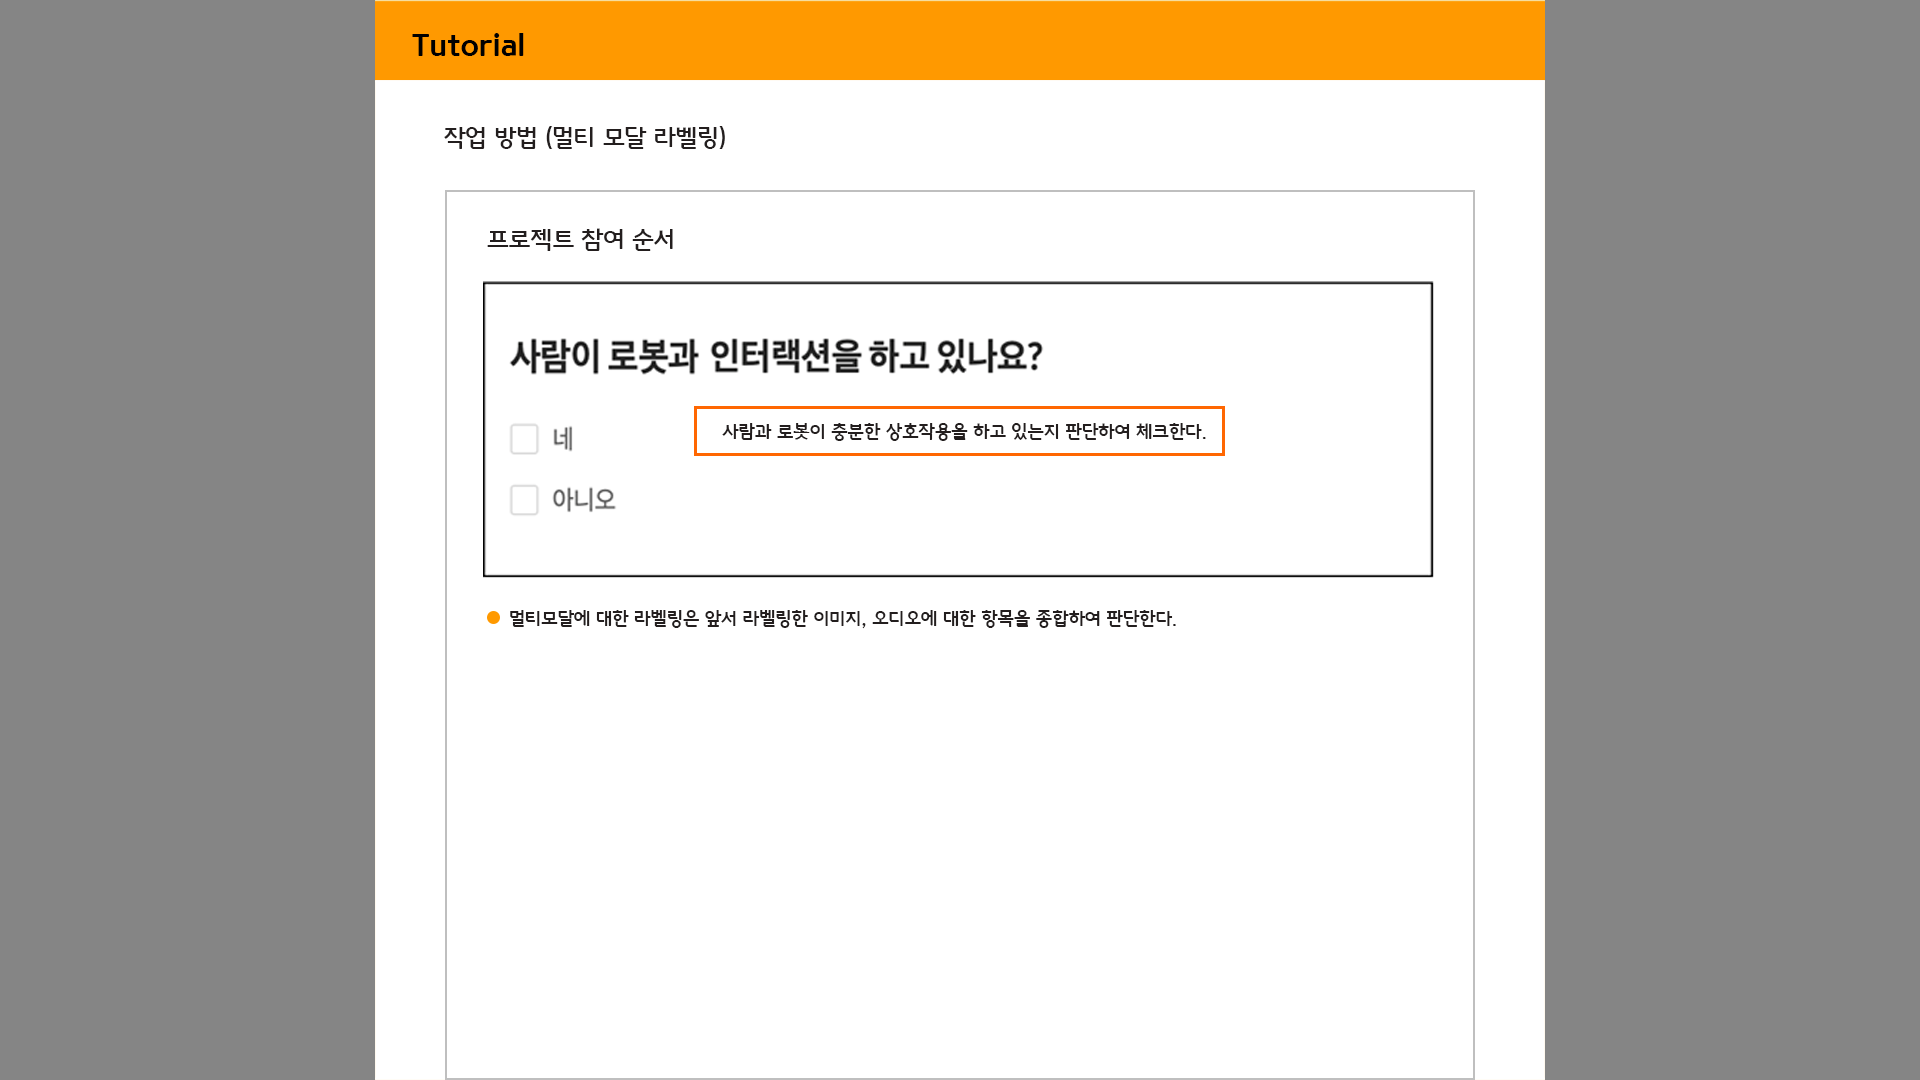 Tutorial
작업 방법 (멀티 모달 라벨링)
프로젝트 참여 순서
사람이 로봇과 인터랙션을 하고 있나요?
네
사람과 로봇이 충분한 상호작용을 하고 있는지 판단하여 체크한다.
아니오
멀티모달에 대한 라벨링은 앞서 라벨링한 이미지, 오디오에 대한 항목을 종합하여 판단한다.